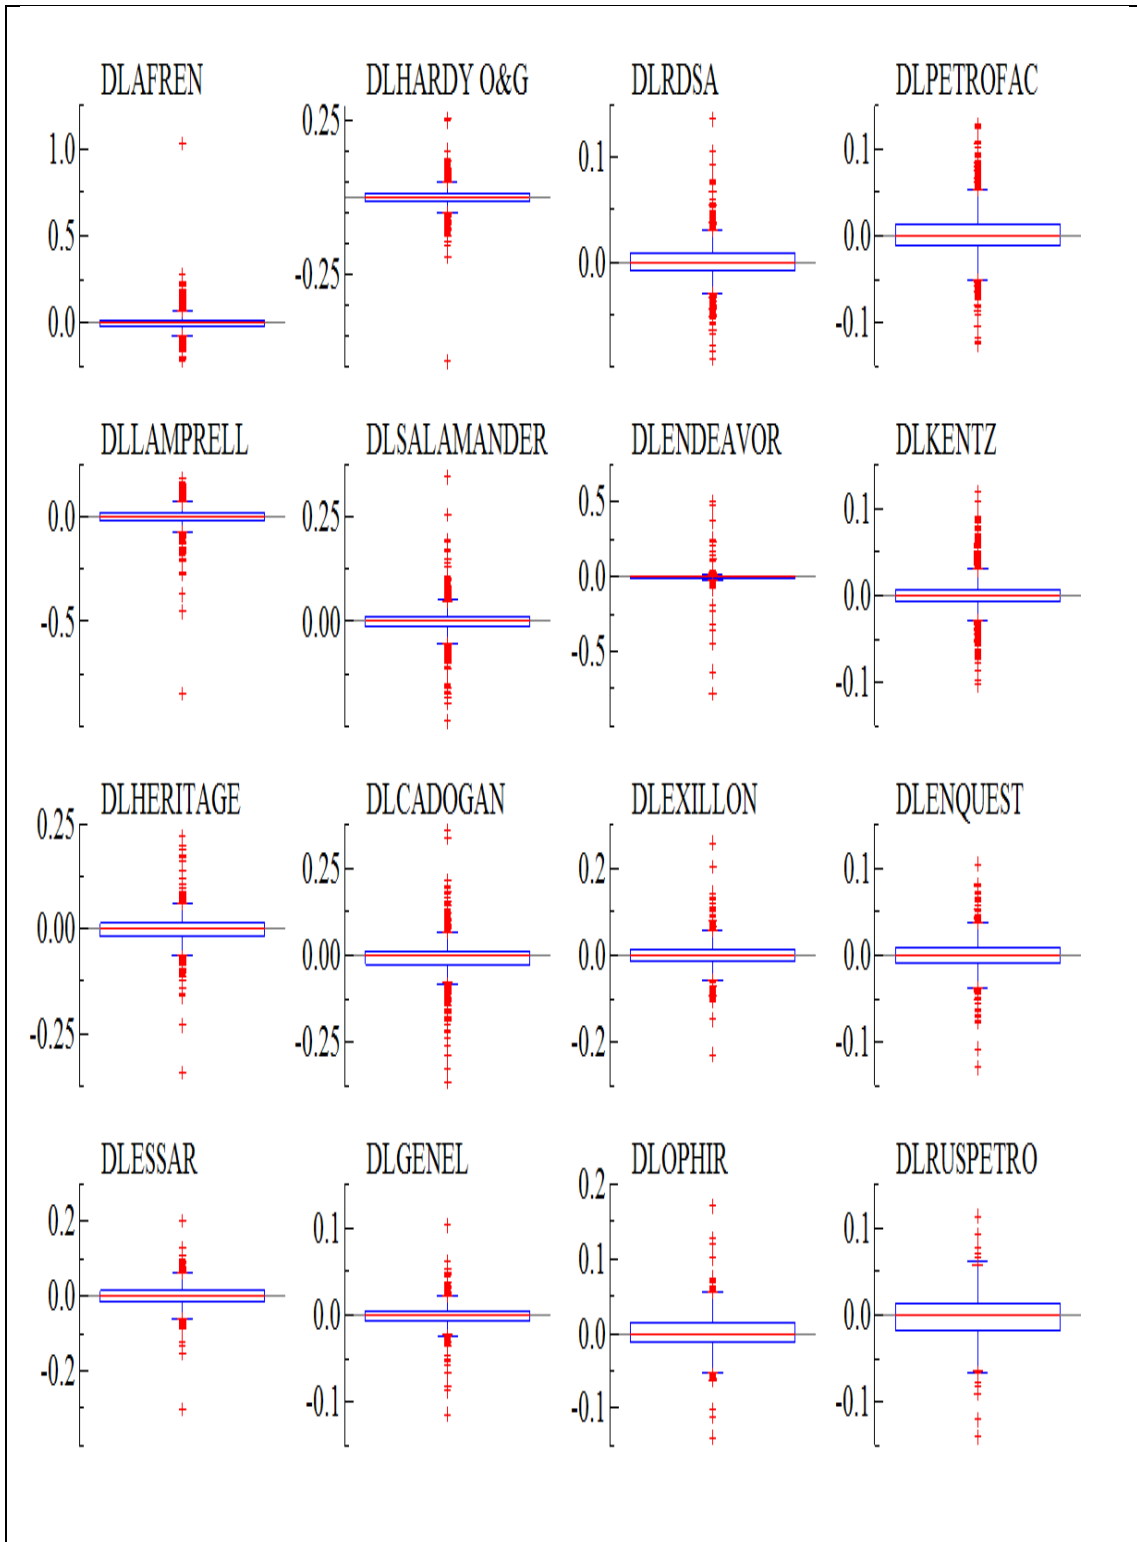 DLAFREN DLHARDY O&G DLRDSA DLPETROFAC
1.0 0.5 0.0
0.25 -0.25
0.1 0.0
0.1 0.0 -0.1
DLLAMPRELL DLSALAMANDER DLENDEAVOR DLKENTZ
0.0 -0.5
0.25 0.00
0.5 0.0 -0.5
0.1 0.0 -0.1
DLHERITAGE DLCADOGAN DLEXILLON DLENQUEST
0.25 0.00 -0.25
0.25 0.00 -0.25
0.2 0.0 -0.2
0.1 0.0 -0.1
DLESSAR DLGENEL DLOPHIR DLRUSPETRO
0.2 0.0 -0.2
0.1 0.0 -0.1
0.2 0.1 0.0 -0.1
0.1 0.0 -0.1